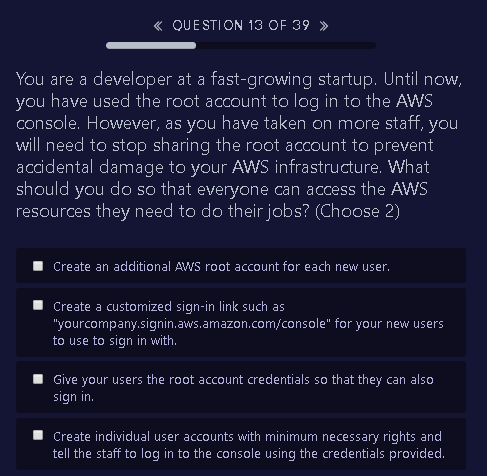 « QUESTION 13 OF 39 »
You are a developer at a fast-growing startup. Until now,
you have used the root account to log in to the AWS
console. However, as you have taken on more staff, you
will need to stop sharing the root account to prevent
accidental damage to your AWS infrastructure. What
should you do so that everyone can access the AWS
resources they need to do their jobs? (Choose 2)
Create an additional AWS root account for each new user.
Create a customized sign-in link such as
"yourcompany.signin.aws.amazon.com/console" for your new users
to use to sign in with.
Give your users the root account credentials so that they can also
sign in.
Create individual user accounts with minimum necessary rights and
tell the staff to log in to the console using the credentials provided.